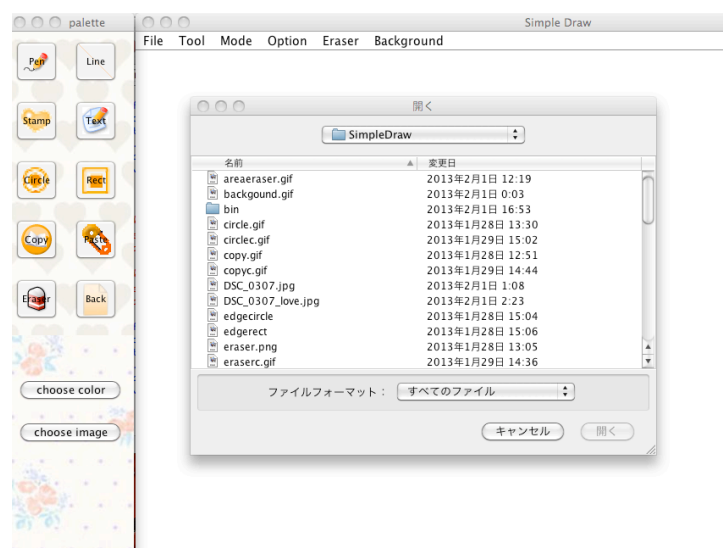 palette
Simple Draw
File Tool Mode Option Eraser Background
Pen
Line
Stamp
Text
Circle
Rect
Copy
Paste
Eraser
Back
choose color
choose image
開く
SimpleDraw
名前 変更日
areaeraser.gif 2013年2月1日 12:19
backgound.gif 2013年2月1日 0:03
bin 2013年2月1日 16:53
circle.gif 2013年1月28日 13:30
circlec.gif 2013年1月29日 15:02
copy.gif 2013年1月28日 12:51
copyc.gif 2013年1月29日 14:44
DSC_0307.jpg 2013年2月1日 1:08
DSC_0307_love.jpg 2013年2月1日 2:23
edgecircle 2013年1月28日 15:04
edgerect 2013年1月28日 15:06
eraser.png 2013年1月28日 13:05
eraserc.gif 2013年1月29日 14:36
ファイルフォーマット： すべてのファイル
キャンセル 開く